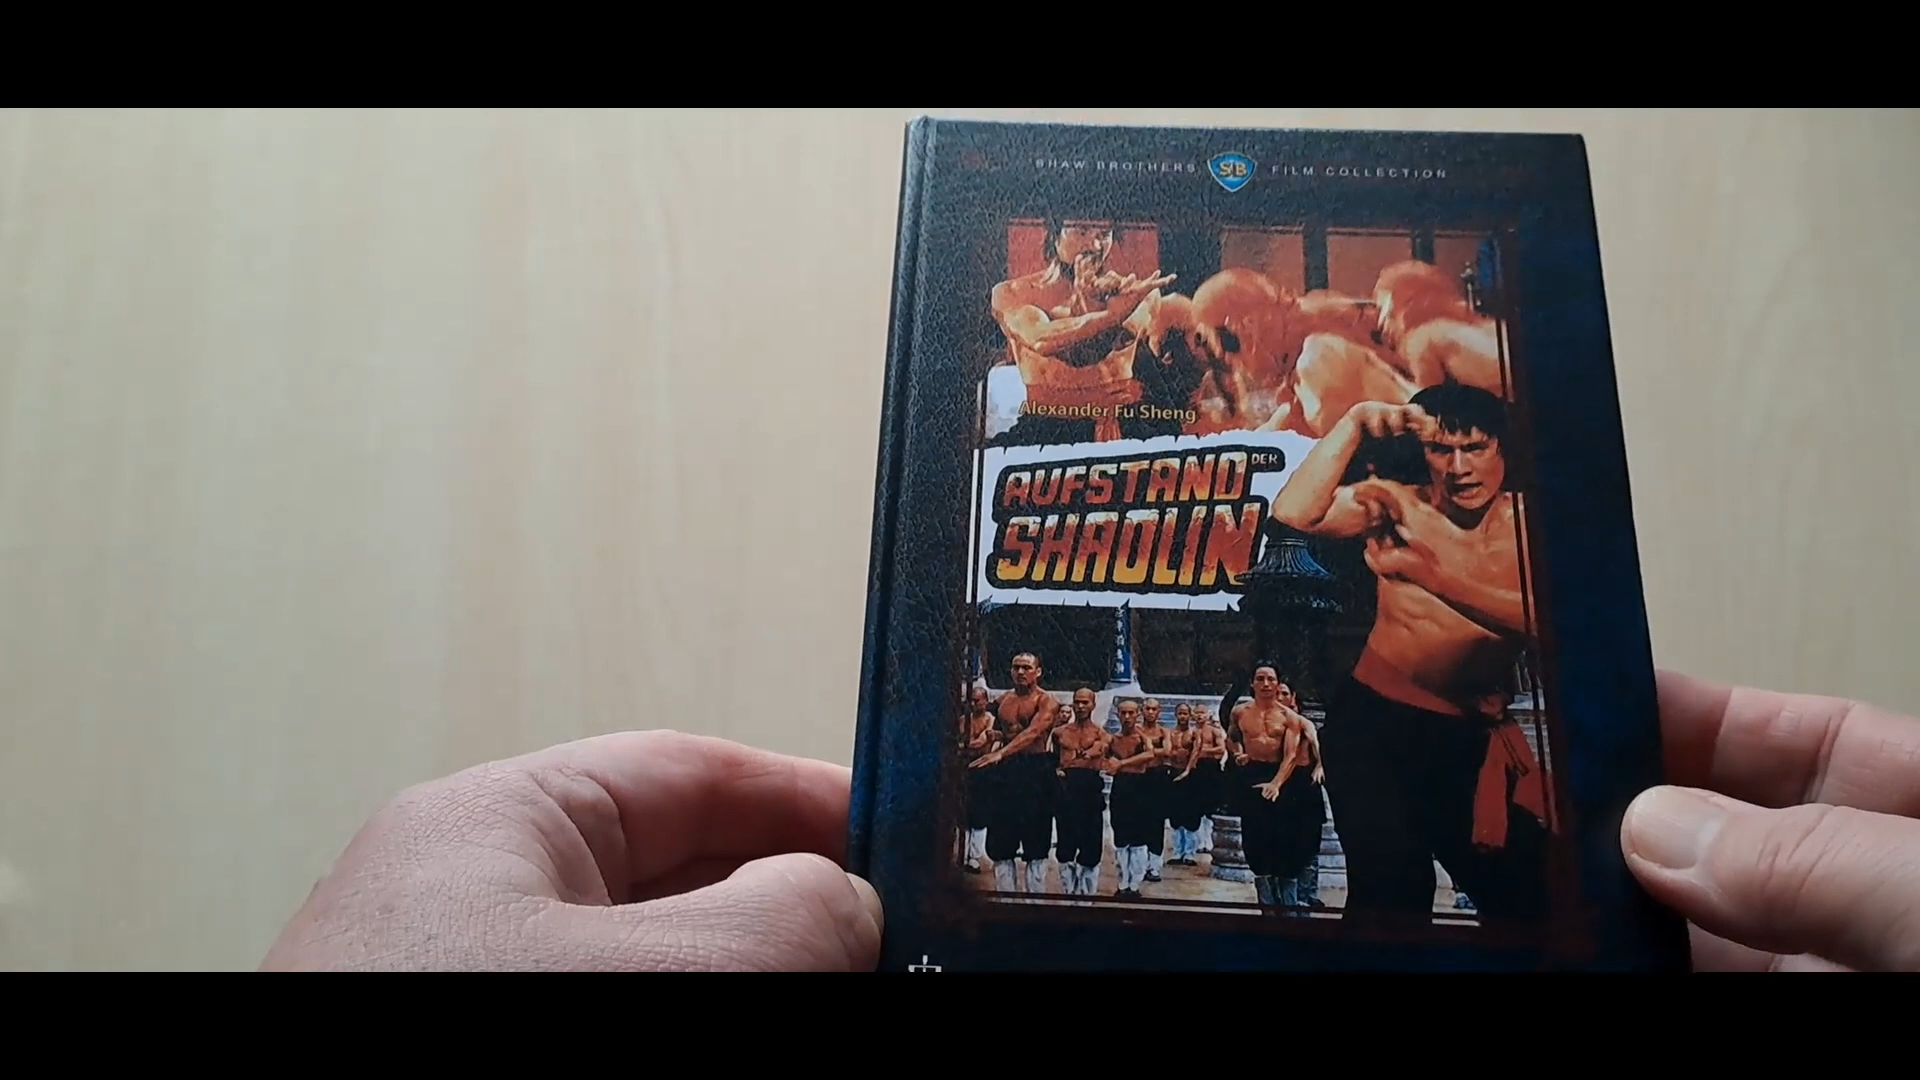 SHAW BROTHERS SB FILM COLLECTION
Alexander Fu Sheng
AUFSTAND DER
SHAOLIN